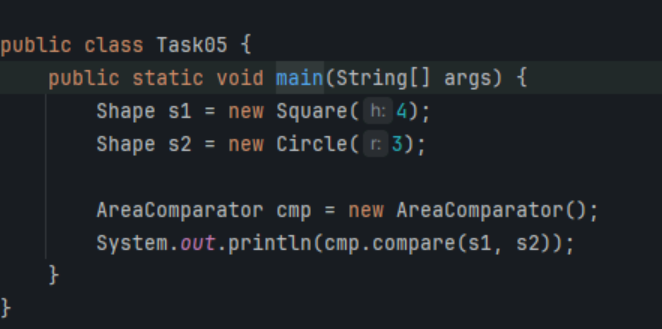 public class Task05 {
    public static void main(String[] args) {
        Shape s1 = new Square( h: 4);
        Shape s2 = new Circle( r: 3);

        AreaComparator cmp = new AreaComparator();
        System.out.println(cmp.compare(s1, s2));
    }
}